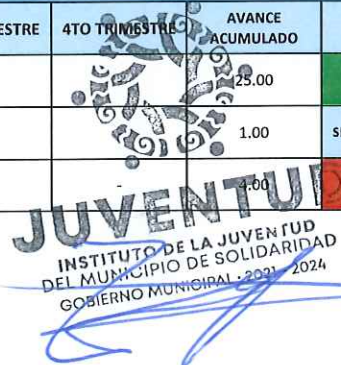 ESTRE 4TO TRIMESTRE AVANCE ACUMULADO
25.00
1.00 S
- 4.00
JUVENTUD
INSTITUTO DE LA JUVENTUD
DEL MUNICIPIO DE SOLIDARIDAD
GOBIERNO MUNICIPAL · 2021 - 2024